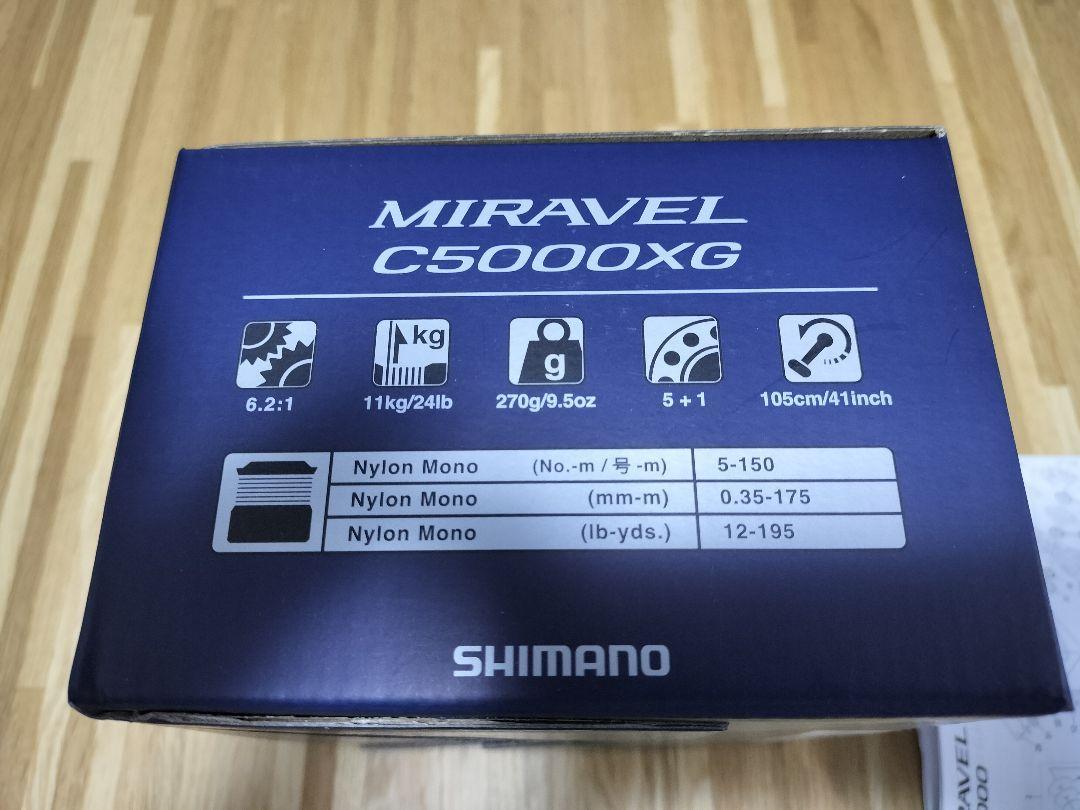 MIRAVEL
C5000XG
kg
g
6.2:1
11kg/24lb
270g/9.5oz
5 + 1
105cm/41inch
Nylon Mono (No.-m / 号 -m) 5-150
Nylon Mono (mm-m) 0.35-175
Nylon Mono (lb-yds.) 12-195
SHIMANO